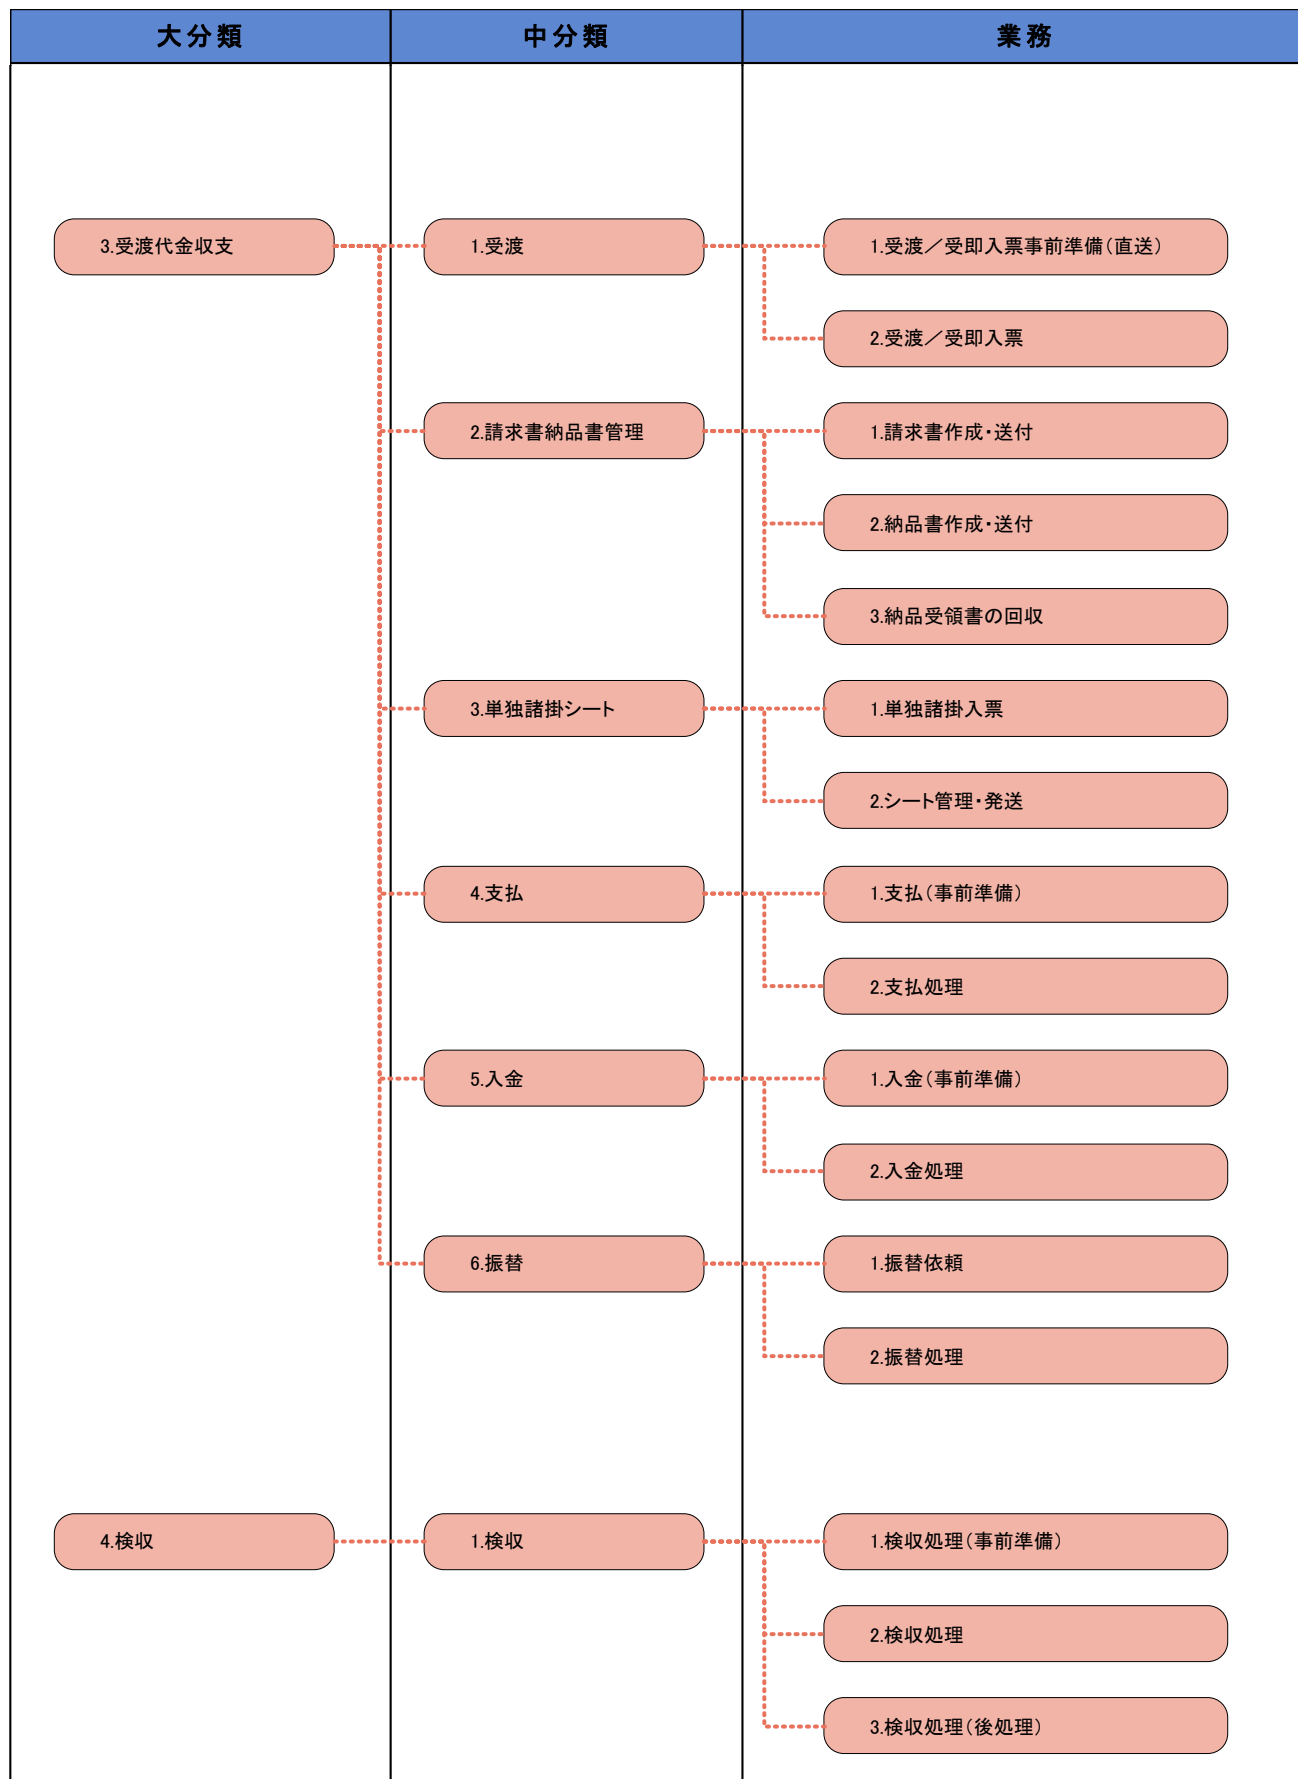 大分類 中分類 業務
3.受渡代金収支 1.受渡 1.受渡／受即入票事前準備(直送)
2.受渡／受即入票
2.請求書納品書管理 1.請求書作成・送付
2.納品書作成・送付
3.納品受領書の回収
3.単独諸掛シート 1.単独諸掛入票
2.シート管理・発送
4.支払 1.支払(事前準備)
2.支払処理
5.入金 1.入金(事前準備)
2.入金処理
6.振替 1.振替依頼
2.振替処理
4.検収 1.検収 1.検収処理(事前準備)
2.検収処理
3.検収処理(後処理)